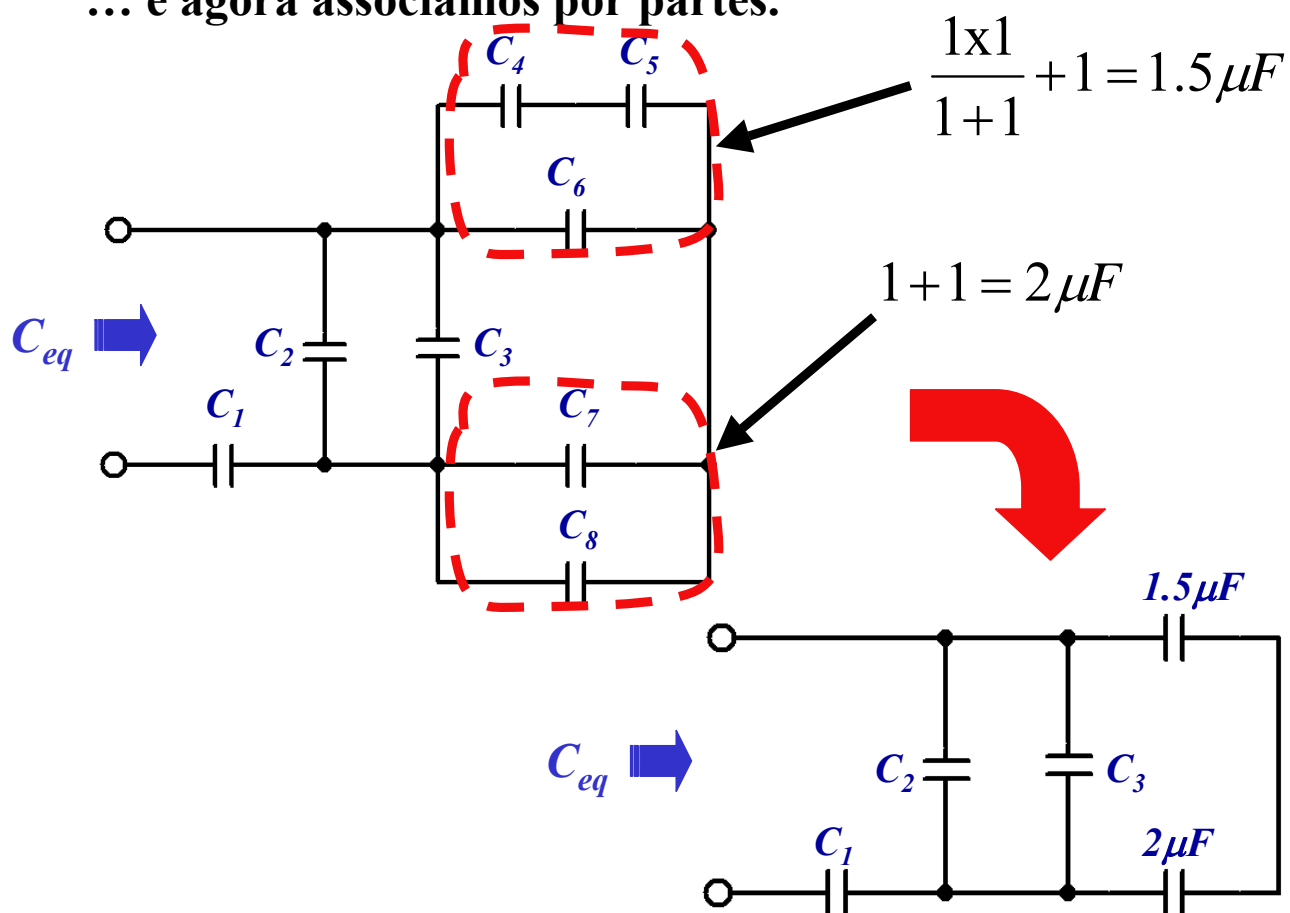 … e agora associamos por partes.
C4 C5
1x1
1+1
+1=1.5μF
C6
1+1=2μF
Ceq
C2
C3
C1
C7
C8
1.5μF
Ceq
C2
C3
C1
2μF